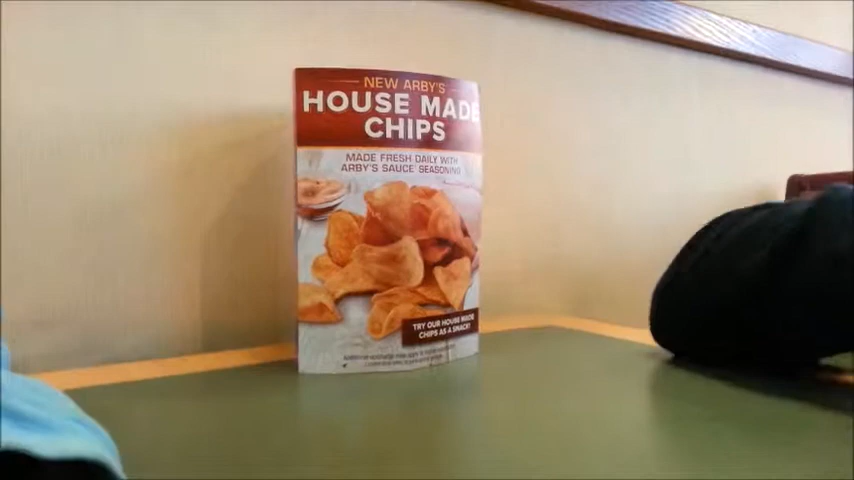 NEW ARBY'S
HOUSE MADE
CHIPS
MADE FRESH DAILY WITH
ARBY'S SAUCE® SEASONING
TRY OUR HOUSE MADE
CHIPS AS A SNACK!